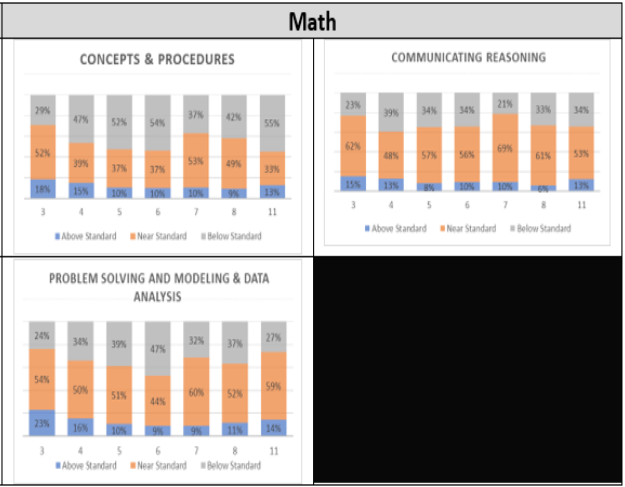 Math
CONCEPTS & PROCEDURES
29% 47% 52% 54% 37% 42% 55%
52% 39% 37% 37% 53% 49% 33%
18% 15% 10% 10% 10% 9% 13%
3 4 5 6 7 8 11
Above Standard Near Standard Below Standard
COMMUNICATING REASONING
23% 39% 34% 34% 21% 33% 34%
62% 48% 57% 56% 69% 61% 53%
15% 13% 8% 10% 10% 6% 13%
3 4 5 6 7 8 11
Above Standard Near Standard Below Standard
PROBLEM SOLVING AND MODELING & DATA
ANALYSIS
24% 34% 39% 47% 32% 37% 27%
54% 50% 51% 44% 60% 52% 59%
23% 16% 10% 9% 9% 11% 14%
3 4 5 6 7 8 11
Above Standard Near Standard Below Standard